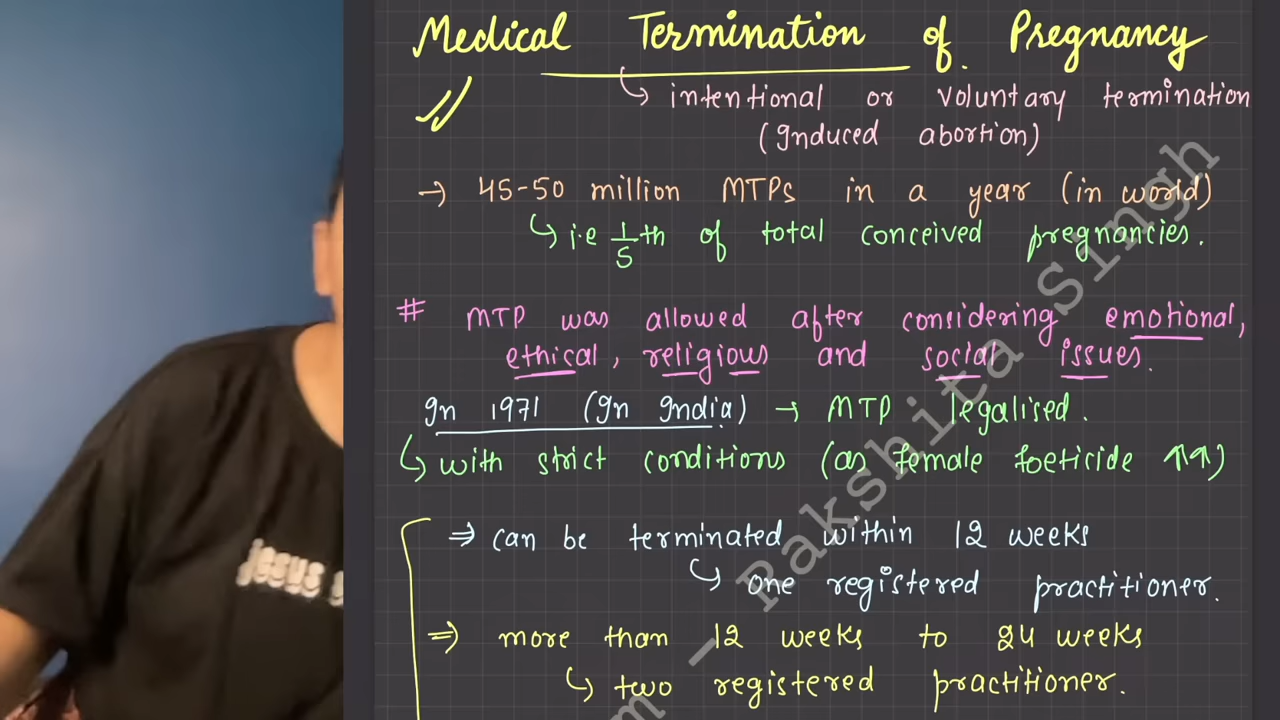 Medical Termination of Pregnancy
intentional or voluntary termination
(Induced abortion)
→ 45-50 million MTPs in a year (in world)
i.e 1/5th of total conceived pregnancies.
# MTP was allowed after considering emotional,
ethical, religious and social issues.
In 1971 (In India) → MTP legalised.
with strict conditions (as female foeticide ↑↑)
⇒ can be terminated within 12 weeks
one registered practitioner.
⇒ more than 12 weeks to 24 weeks
two registered practitioner.
- Pakshita Singh
jesus